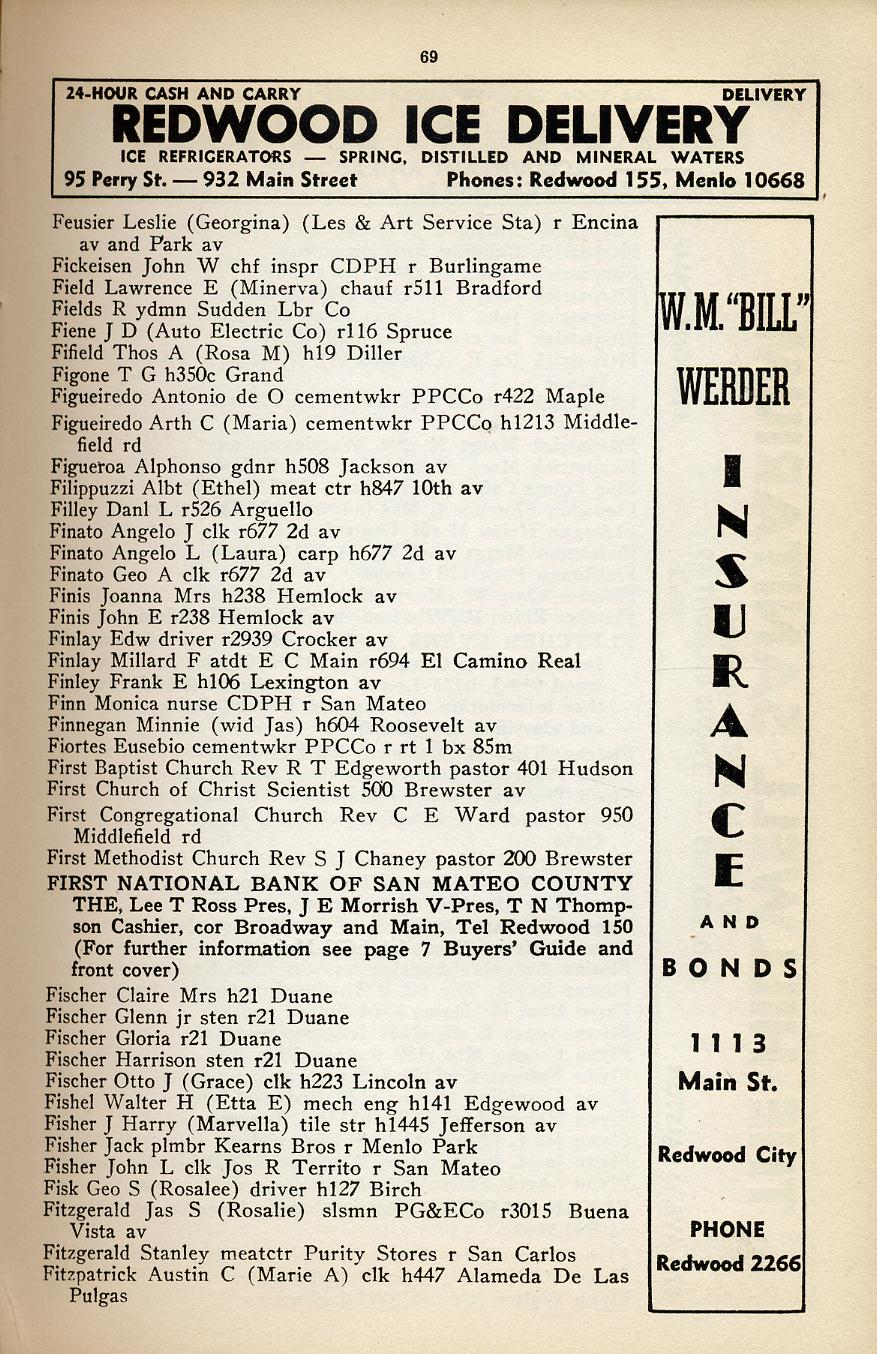 69
24-HOUR CASH AND CARRY DELIVERY
REDWOOD ICE DELIVERY
ICE REFRIGERATORS — SPRING, DISTILLED AND MINERAL WATERS
95 Perry St. — 932 Main Street Phones: Redwood 155, Menlo 10668
Feusier Leslie (Georgina) (Les & Art Service Sta) r Encina
av and Park av
Fickeisen John W chf inspr CDPH r Burlingame
Field Lawrence E (Minerva) chauf r511 Bradford
Fields R ydmn Sudden Lbr Co
Fiene J D (Auto Electric Co) r116 Spruce
Fifield Thos A (Rosa M) h19 Diller
Figone T G h350c Grand
Figueiredo Antonio de O cementwkr PPCCo r422 Maple
Figueiredo Arth C (Maria) cementwkr PPCCo h1213 Middle-
field rd
Figueroa Alphonso gdnr h508 Jackson av
Filippuzzi Albt (Ethel) meat ctr h847 10th av
Filley Danl L r526 Arguello
Finato Angelo J clk r677 2d av
Finato Angelo L (Laura) carp h677 2d av
Finato Geo A clk r677 2d av
Finis Joanna Mrs h238 Hemlock av
Finis John E r238 Hemlock av
Finlay Edw driver r2939 Crocker av
Finlay Millard F atdt E C Main r694 El Camino Real
Finley Frank E h106 Lexington av
Finn Monica nurse CDPH r San Mateo
Finnegan Minnie (wid Jas) h604 Roosevelt av
Fiortes Eusebio cementwkr PPCCo r rt 1 bx 85m
First Baptist Church Rev R T Edgeworth pastor 401 Hudson
First Church of Christ Scientist 500 Brewster av
First Congregational Church Rev C E Ward pastor 950
Middlefield rd
First Methodist Church Rev S J Chaney pastor 200 Brewster
FIRST NATIONAL BANK OF SAN MATEO COUNTY
THE, Lee T Ross Pres, J E Morrish V-Pres, T N Thomp-
son Cashier, cor Broadway and Main, Tel Redwood 150
(For further information see page 7 Buyers' Guide and
front cover)
Fischer Claire Mrs h21 Duane
Fischer Glenn jr sten r21 Duane
Fischer Gloria r21 Duane
Fischer Harrison sten r21 Duane
Fischer Otto J (Grace) clk h223 Lincoln av
Fishel Walter H (Etta E) mech eng h141 Edgewood av
Fisher J Harry (Marvella) tile str h1445 Jefferson av
Fisher Jack plmbr Kearns Bros r Menlo Park
Fisher John L clk Jos R Territo r San Mateo
Fisk Geo S (Rosalee) driver h127 Birch
Fitzgerald Jas S (Rosalie) slsmn PG&ECo r3015 Buena
Vista av
Fitzgerald Stanley meatctr Purity Stores r San Carlos
Fitzpatrick Austin C (Marie A) clk h447 Alameda De Las
Pulgas
W.M. "BILL"
WERDER
INSURANCE
AND
BONDS
1113
Main St.
Redwood City
PHONE
Redwood 2266